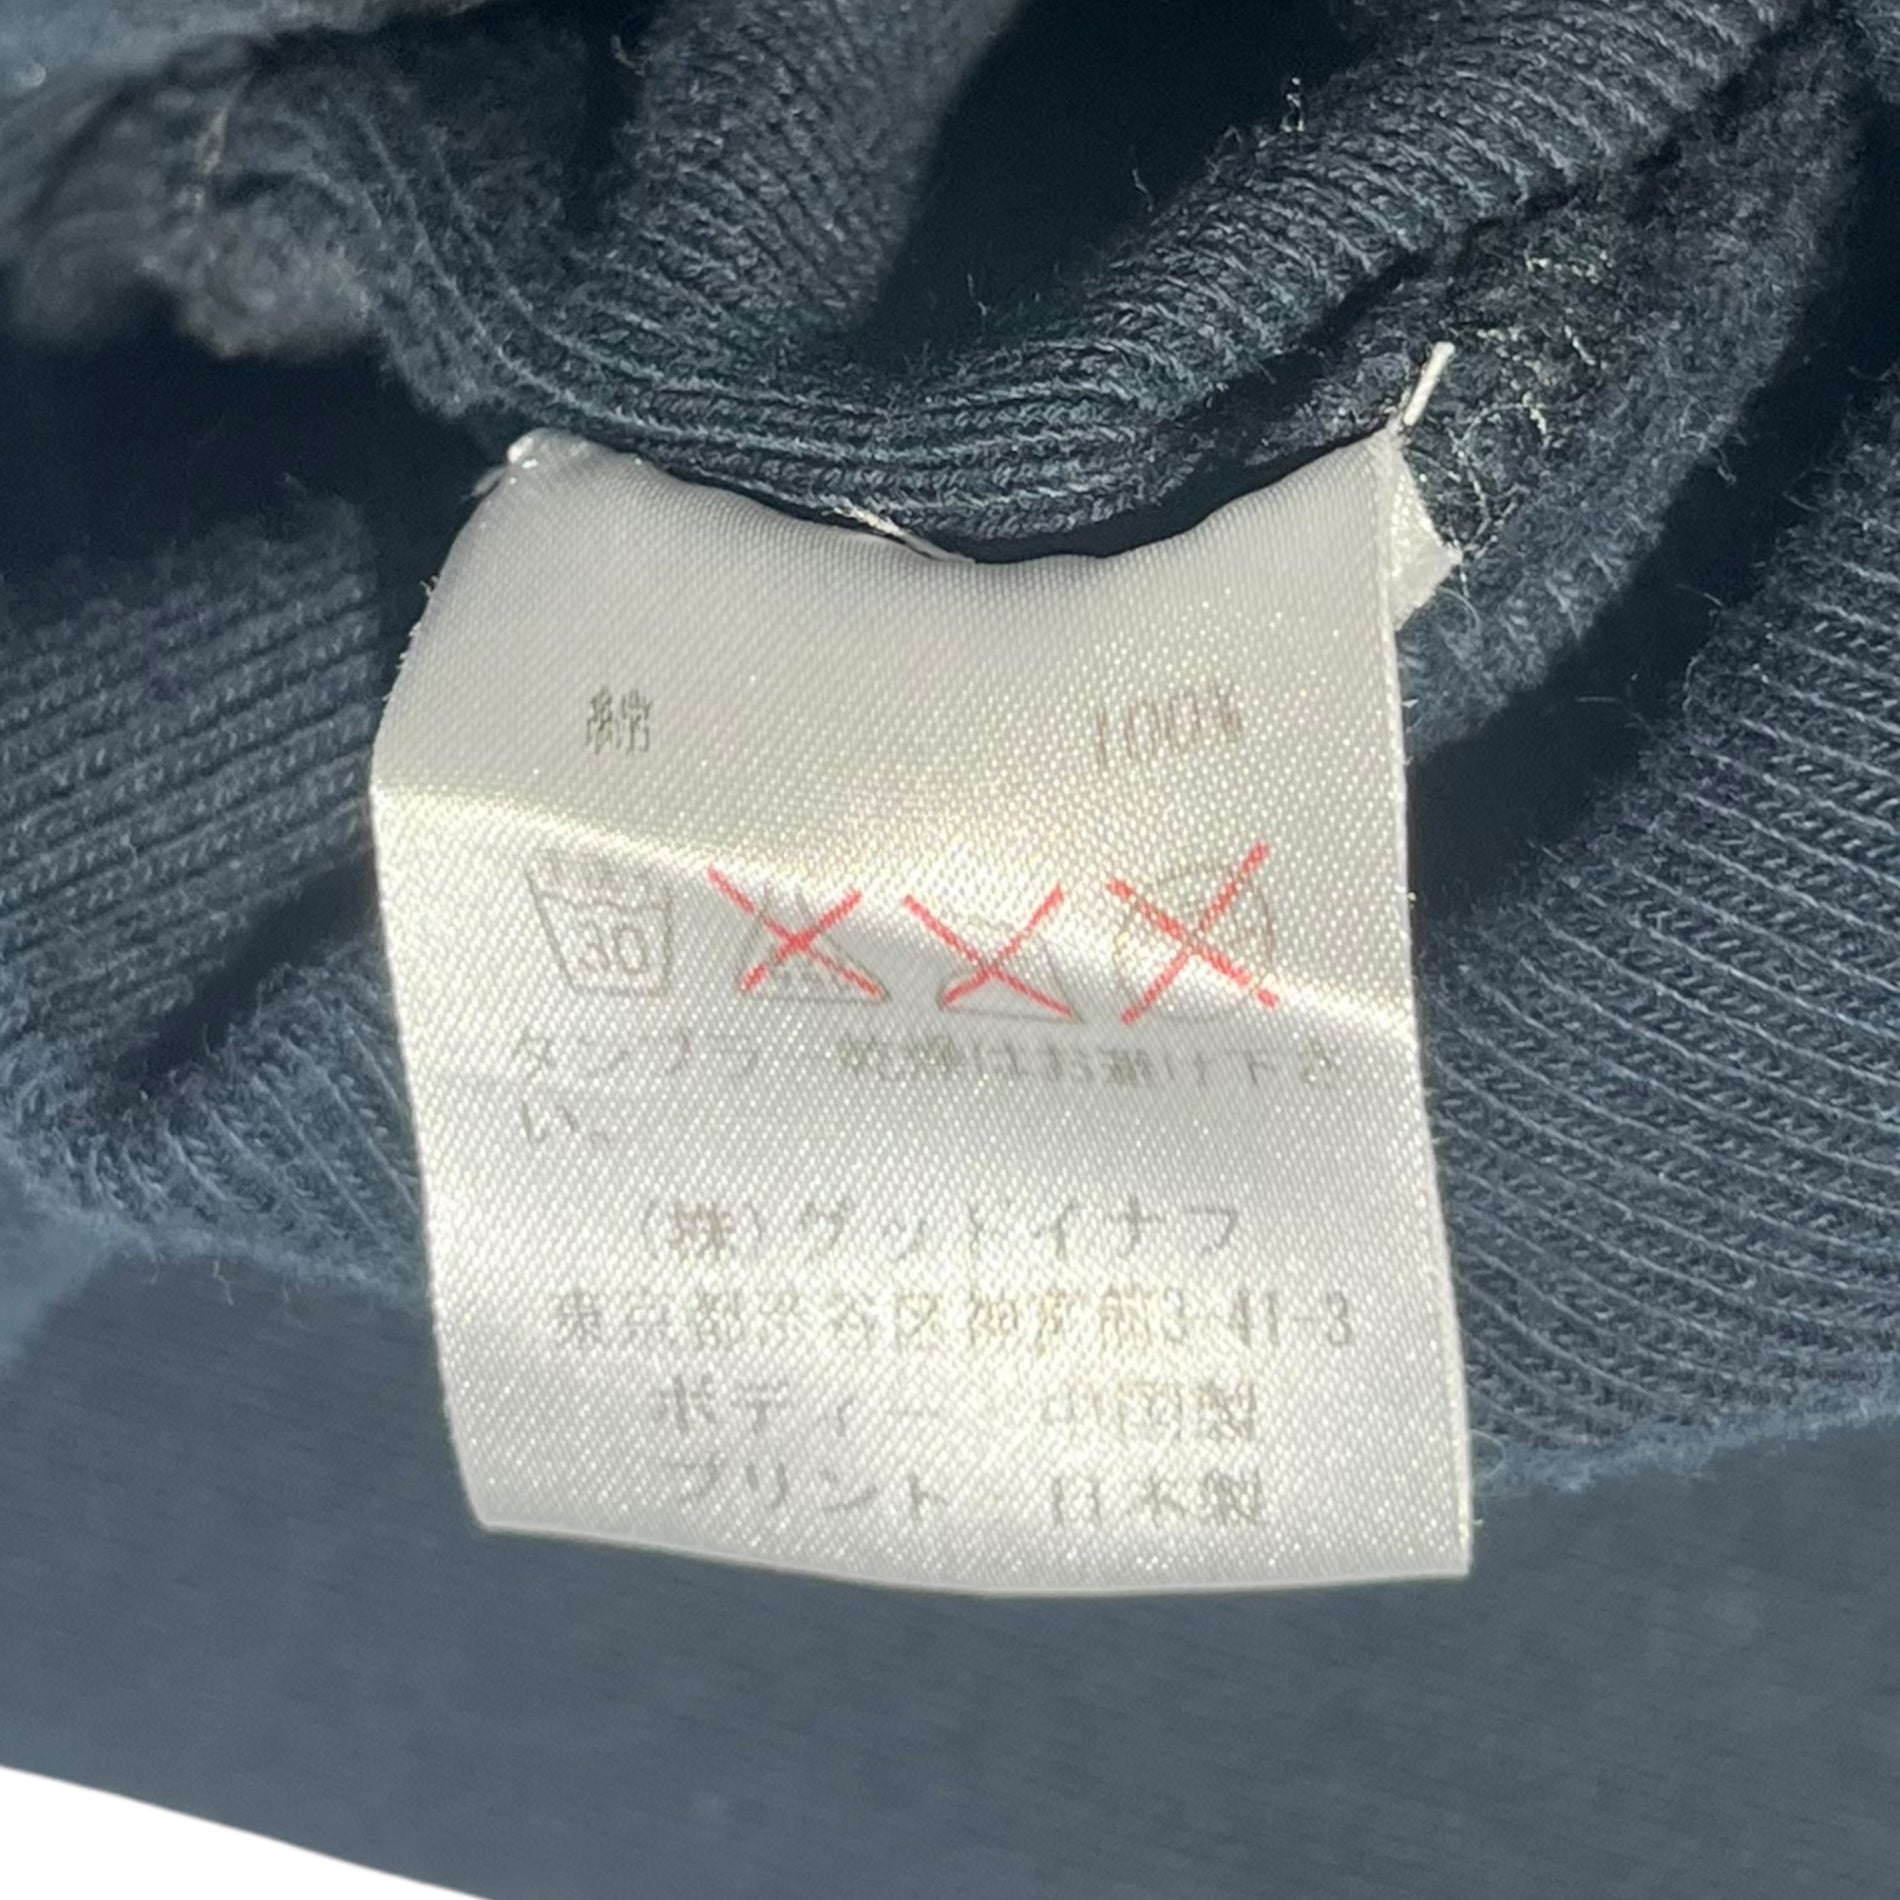 綿 100%
30
タンブラー乾燥はお避け下さ
い。
(株)グッドイナフ
東京都渋谷区神宮前3-41-3
ボディー 中国製
プリント 日本製